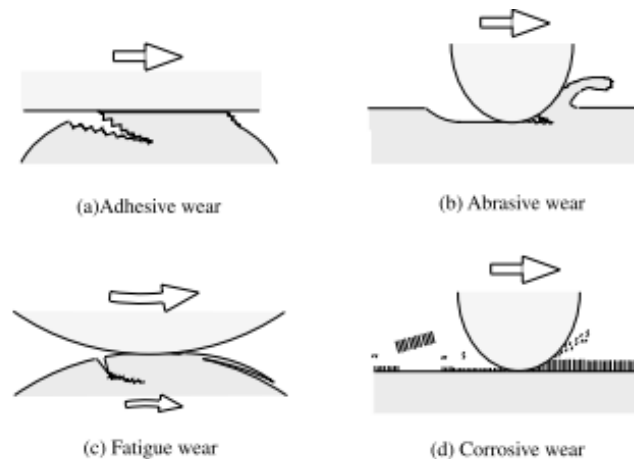 (a)Adhesive wear
(b) Abrasive wear
(c) Fatigue wear
(d) Corrosive wear